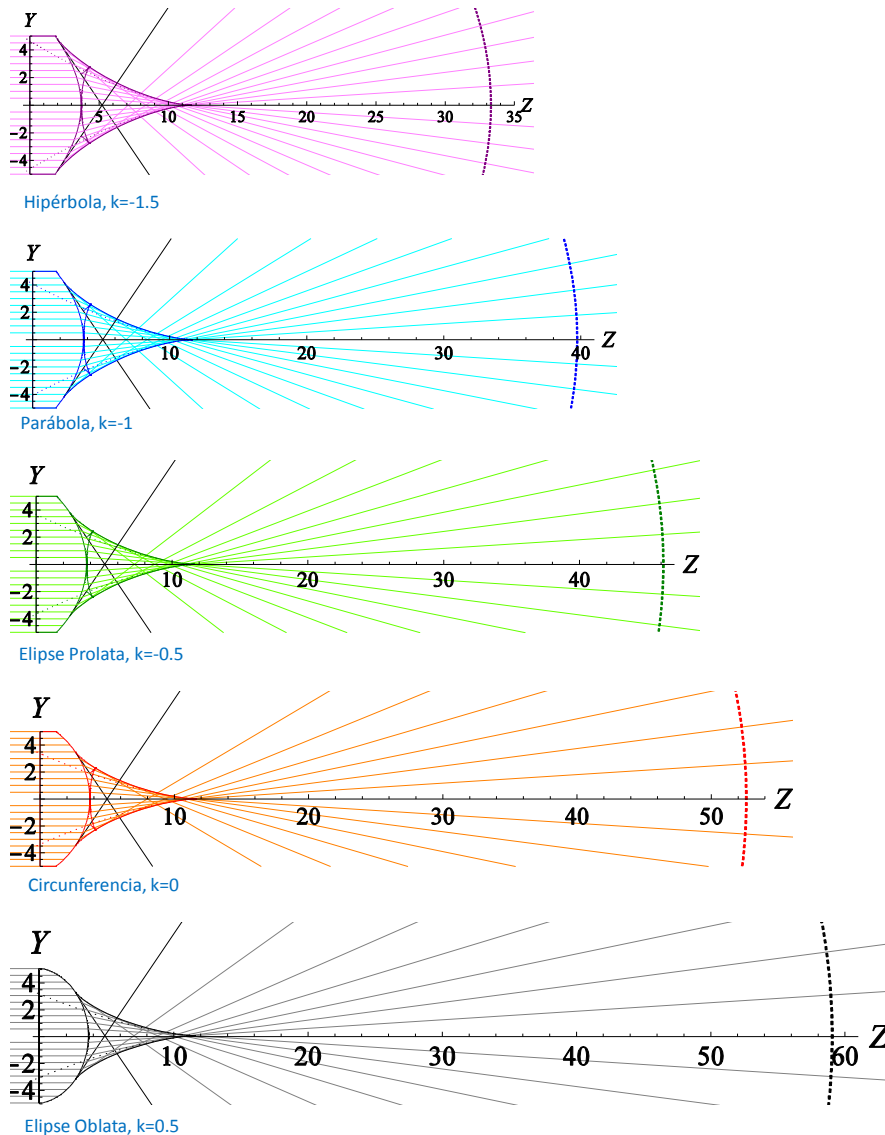 Y
4
2
5 10 15 20 25 30 35 Z
-2
-4
Hipérbola, k=-1.5
Y
4
2
10 20 30 40 Z
-2
-4
Parábola, k=-1
Y
4
2
10 20 30 40 Z
-2
-4
Elipse Prolata, k=-0.5
Y
4
2
10 20 30 40 50 Z
-2
-4
Circunferencia, k=0
Y
4
2
10 20 30 40 50 60 Z
-2
-4
Elipse Oblata, k=0.5